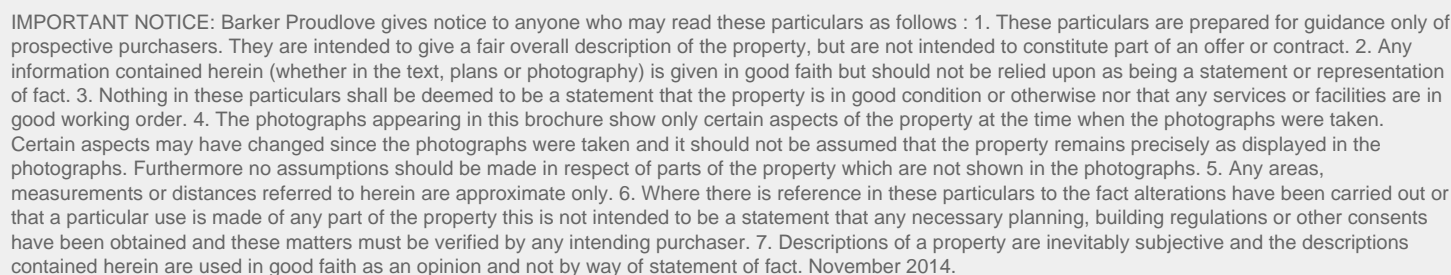 IMPORTANT NOTICE: Barker Proudlove gives notice to anyone who may read these particulars as follows : 1. These particulars are prepared for guidance only of
prospective purchasers. They are intended to give a fair overall description of the property, but are not intended to constitute part of an offer or contract. 2. Any
information contained herein (whether in the text, plans or photography) is given in good faith but should not be relied upon as being a statement or representation
of fact. 3. Nothing in these particulars shall be deemed to be a statement that the property is in good condition or otherwise nor that any services or facilities are in
good working order. 4. The photographs appearing in this brochure show only certain aspects of the property at the time when the photographs were taken.
Certain aspects may have changed since the photographs were taken and it should not be assumed that the property remains precisely as displayed in the
photographs. Furthermore no assumptions should be made in respect of parts of the property which are not shown in the photographs. 5. Any areas,
measurements or distances referred to herein are approximate only. 6. Where there is reference in these particulars to the fact alterations have been carried out or
that a particular use is made of any part of the property this is not intended to be a statement that any necessary planning, building regulations or other consents
have been obtained and these matters must be verified by any intending purchaser. 7. Descriptions of a property are inevitably subjective and the descriptions
contained herein are used in good faith as an opinion and not by way of statement of fact. November 2014.